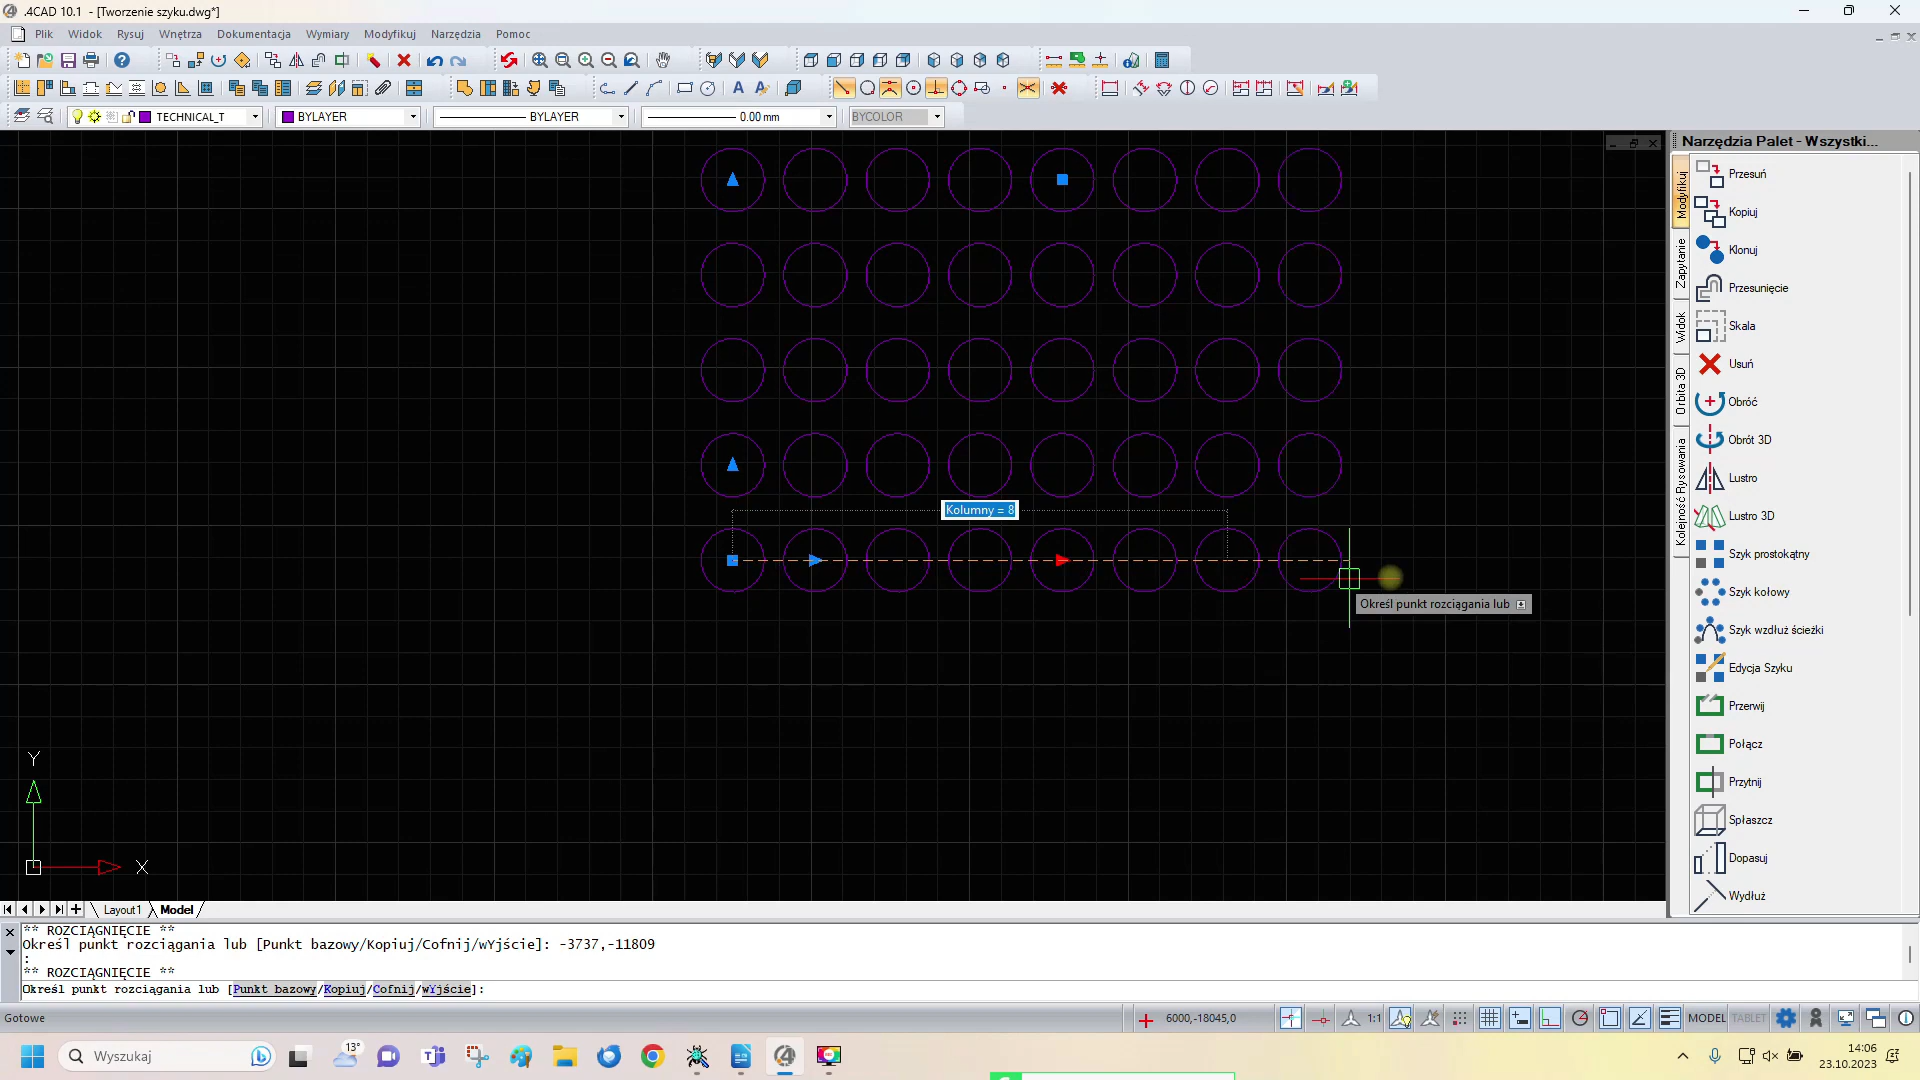 .4CAD 10.1 - [Tworzenie szyku.dwg*]
Plik Widok Rysuj Wnętrza Dokumentacja Wymiary Modyfikuj Narzędzia Pomoc
TECHNICAL_T BYLAYER BYLAYER 0.00 mm BYCOLOR
Narzędzia Palet - Wszystki...
Modyfikuj
Zapytanie
Widok
Orbita 3D
Kolejność Rysowania
Przesuń
Kopiuj
Klonuj
Przesunięcie
Skala
Usuń
Obróć
Obrót 3D
Lustro
Lustro 3D
Szyk prostokątny
Szyk kołowy
Szyk wzdłuż ścieżki
Edycja Szyku
Przerwij
Połącz
Przytnij
Spłaszcz
Dopasuj
Wydłuż
Kolumny = 8
Określ punkt rozciągania lub
Y
X
Layout1 Model
** ROZCIĄGNIĘCIE **
Określ punkt rozciągania lub [Punkt bazowy/Kopiuj/Cofnij/wYjście]: -3737,-11809
:
** ROZCIĄGNIĘCIE **
Określ punkt rozciągania lub [Punkt bazowy/Kopiuj/Cofnij/wYjście]:
Gotowe 6000,-18045,0 1:1 MODEL TABLET
Wyszukaj 13° 14:06
23.10.2023